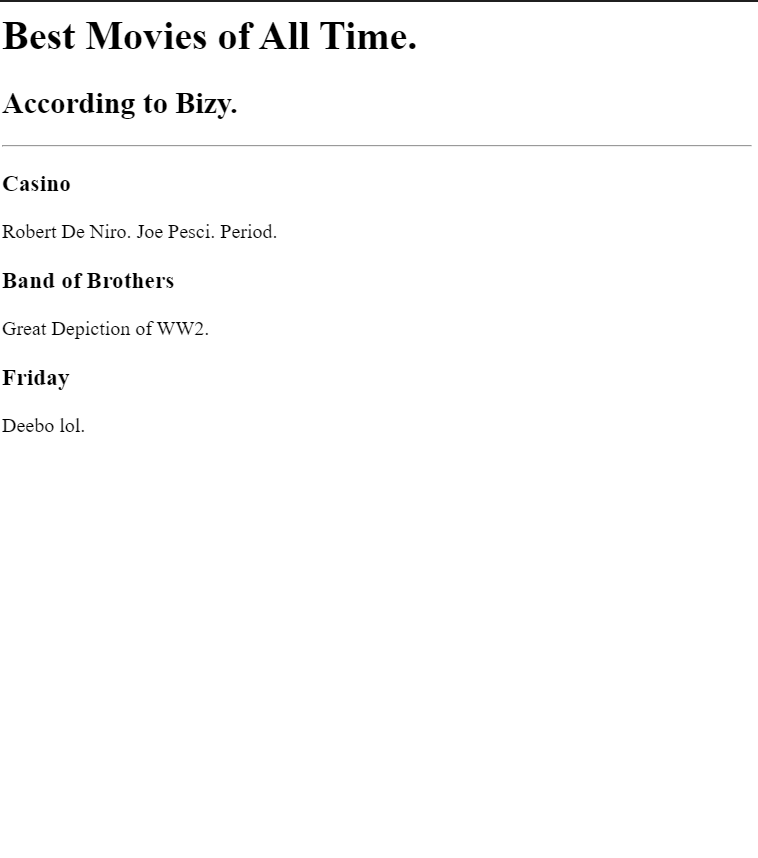 Best Movies of All Time.
According to Bizy.
Casino
Robert De Niro. Joe Pesci. Period.
Band of Brothers
Great Depiction of WW2.
Friday
Deebo lol.